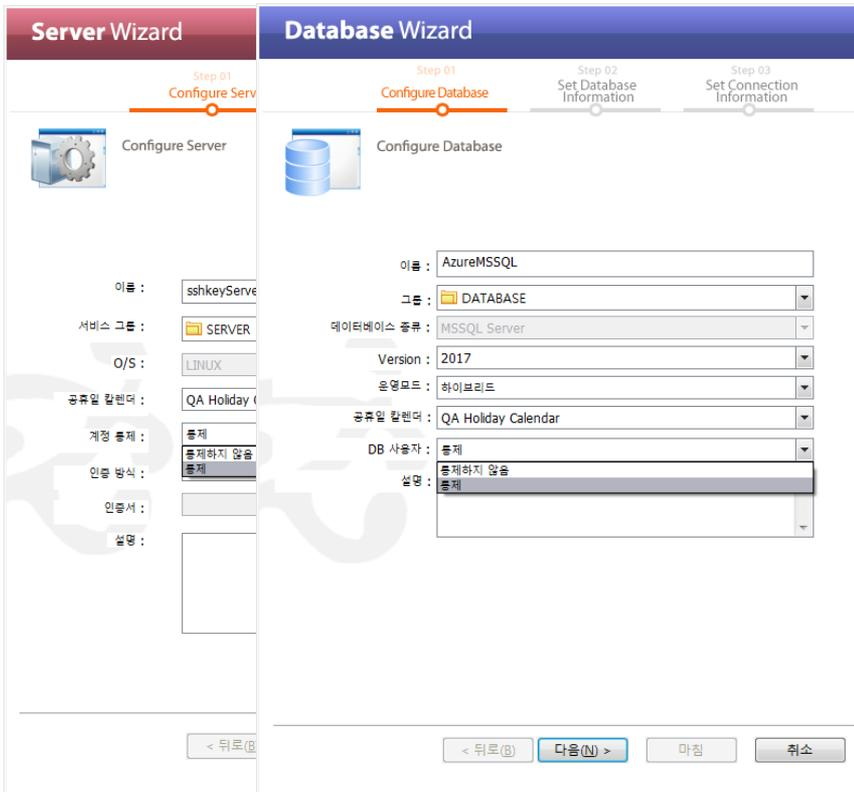 Server Wizard
Step 01
Configure Serv
Configure Server
이름 :
sshkeyServe
서비스 그룹 :
SERVER
O/S :
LINUX
공휴일 칼렌더 :
QA Holiday
계정 통제 :
통제
통제하지 않음
통제
인증 방식 :
인증서 :
설명 :
< 뒤로(B
Database Wizard
Step 01
Configure Database
Step 02
Set Database
Information
Step 03
Set Connection
Information
Configure Database
이름 :
AzureMSSQL
그룹 :
DATABASE
데이터베이스 종류 :
MSSQL Server
Version :
2017
운영모드 :
하이브리드
공휴일 칼렌더 :
QA Holiday Calendar
DB 사용자 :
통제
통제하지 않음
통제
설명 :
< 뒤로(B)
다음(N) >
마침
취소